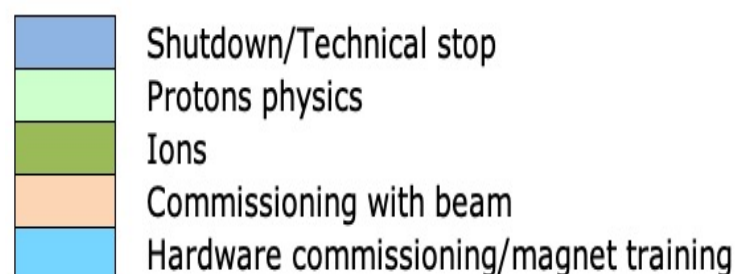 Shutdown/Technical stop
Protons physics
Ions
Commissioning with beam
Hardware commissioning/magnet training